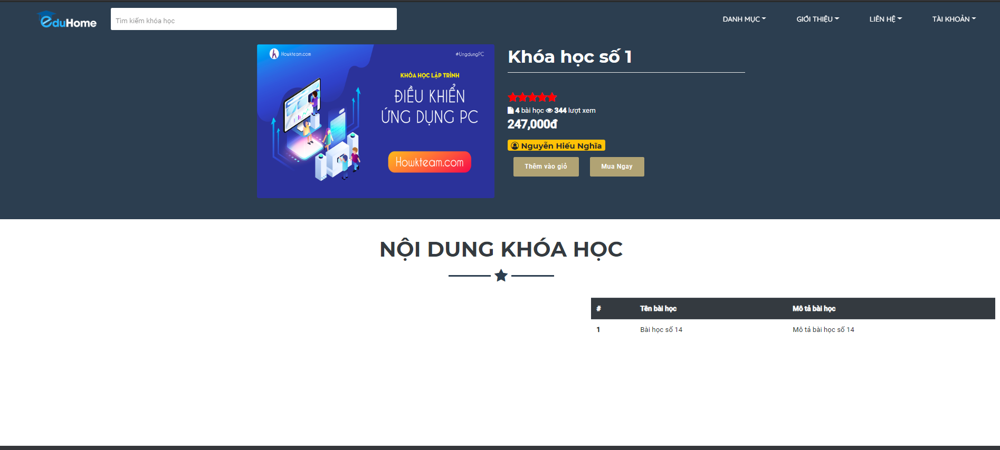 eduHome
Tìm kiếm khóa học
DANH MỤC
GIỚI THIỆU
LIÊN HỆ
TÀI KHOẢN
h Howkteam.com
#UngdungPC
KHÓA HỌC LẬP TRÌNH
ĐIỀU KHIỂN
ỨNG DỤNG PC
Howkteam.com
Khóa học số 1
4 bài học 344 lượt xem
247,000đ
Nguyễn Hiếu Nghĩa
Thêm vào giỏ
Mua Ngay
NỘI DUNG KHÓA HỌC
# Tên bài học Mô tả bài học
1 Bài học số 14 Mô tả bài học số 14